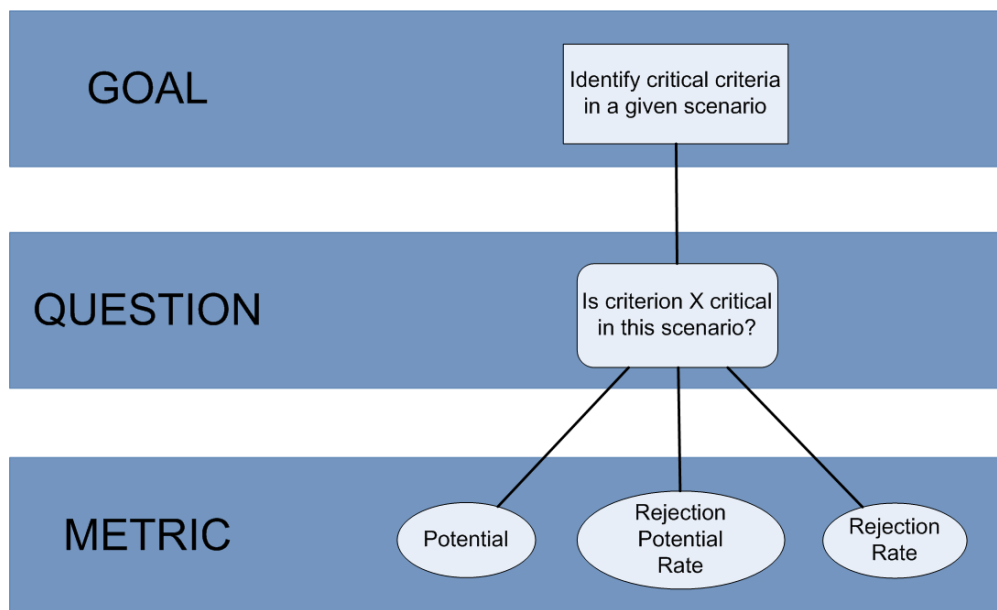 GOAL
Identify critical criteria
in a given scenario
QUESTION
Is criterion X critical
in this scenario?
METRIC
Potential
Rejection
Potential
Rate
Rejection
Rate